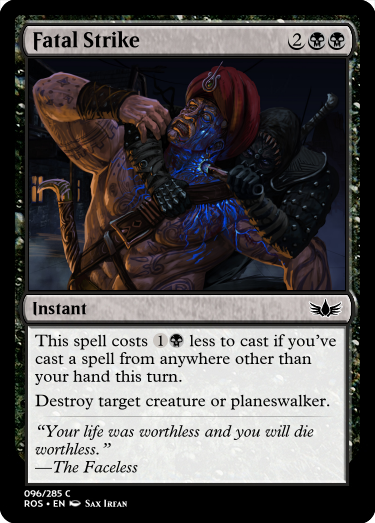 Fatal Strike 2
Instant
This spell costs 1 less to cast if you've
cast a spell from anywhere other than
your hand this turn.
Destroy target creature or planeswalker.
“Your life was worthless and you will die
worthless.”
—The Faceless
096/285 C
ROS • EN Sax Irfan